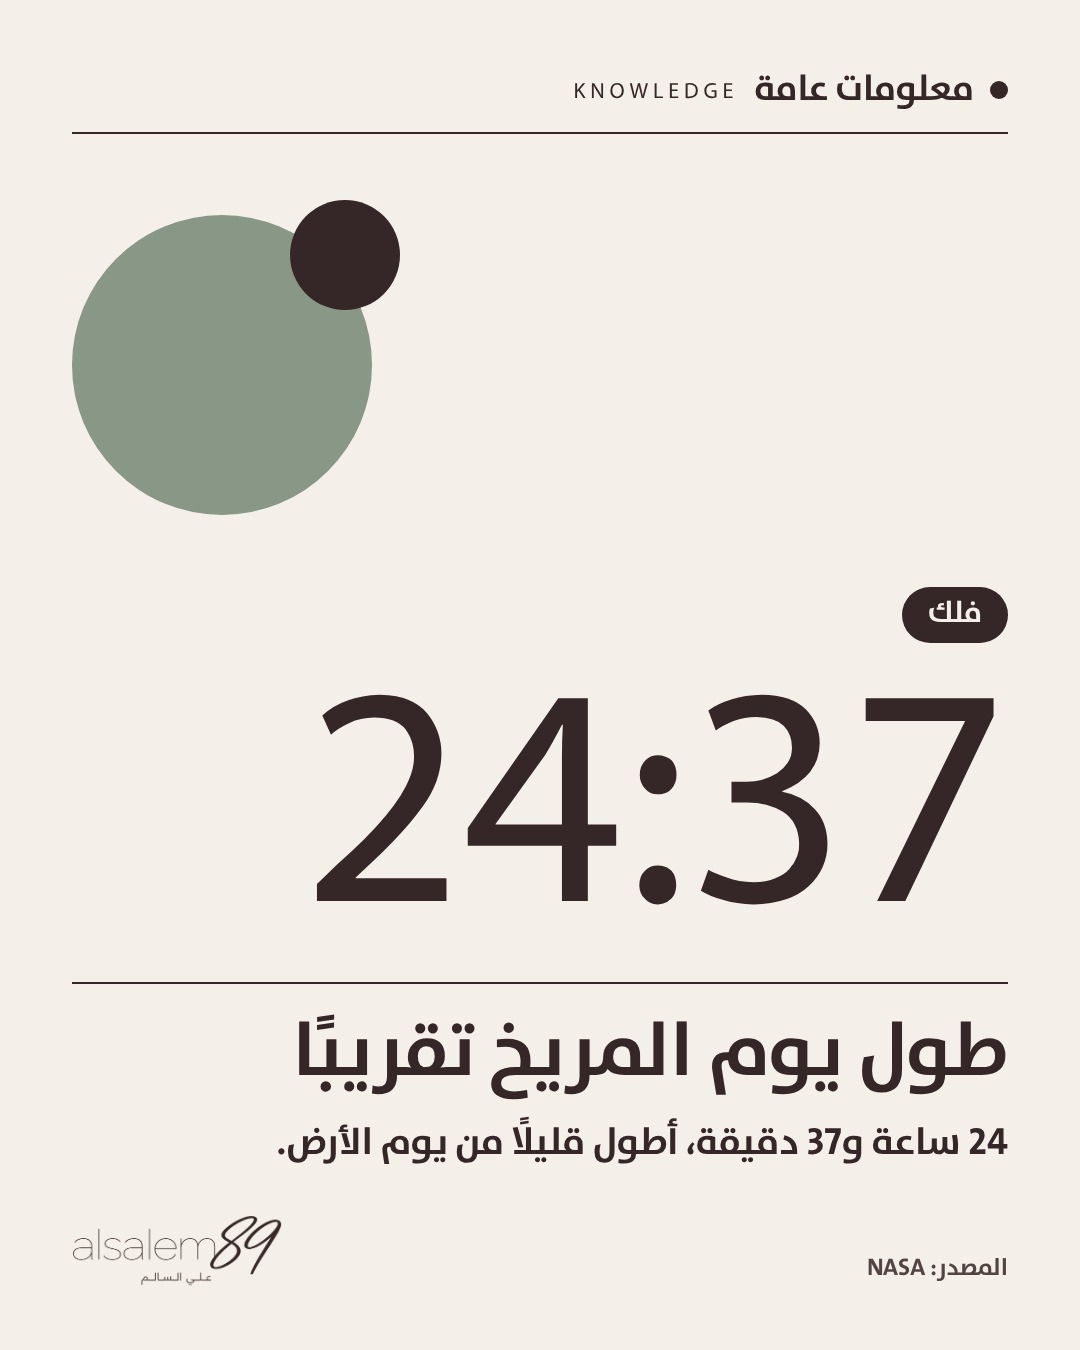 معلومات عامة KNOWLEDGE
فلك
24:37
طول يوم المريخ تقريبًا
24 ساعة و37 دقيقة، أطول قليلًا من يوم الأرض.
المصدر: NASA
alsalem89
علي السالم